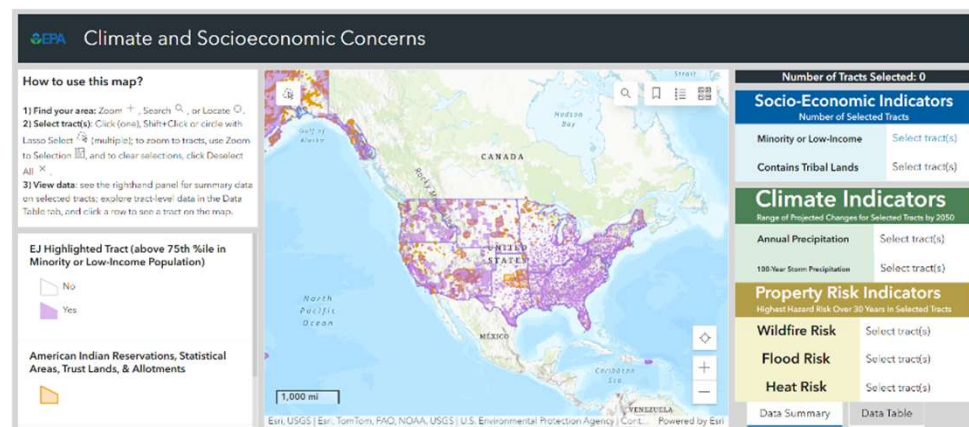 EPA Climate and Socioeconomic Concerns
How to use this map?
1) Find your area: Zoom + , Search , or Locate .
2) Select tract(s): Click (one), Shift+Click or circle with
Lasso Select (multiple); to zoom to tracts, use Zoom
to Selection , and to clear selections, click Deselect
All × .
3) View data: see the righthand panel for summary data
on selected tracts; explore tract-level data in the Data
Table tab, and click a row to see a tract on the map.
EJ Highlighted Tract (above 75th %ile in
Minority or Low-Income Population)
No
Yes
American Indian Reservations, Statistical
Areas, Trust Lands, & Allotments
Strait
Hudson
Bay
Gulf of
Alaska
CANADA
Rocky
UNITED
STATES
North
Pacific
Ocean
MÉXICO
Caribbean
Sea
VENEZUELA
1,000 mi
+
−
Esri, USGS | Esri, TomTom, FAO, NOAA, USGS | U.S. Environmental Protection Agency | Cont... Powered by Esri
Number of Tracts Selected: 0
Socio-Economic Indicators
Number of Selected Tracts
Minority or Low-Income Select tract(s)
Contains Tribal Lands Select tract(s)
Climate Indicators
Range of Projected Changes for Selected Tracts by 2050
Annual Precipitation Select tract(s)
100-Year Storm Precipitation Select tract(s)
Property Risk Indicators
Highest Hazard Risk Over 30 Years in Selected Tracts
Wildfire Risk Select tract(s)
Flood Risk Select tract(s)
Heat Risk Select tract(s)
Data Summary Data Table